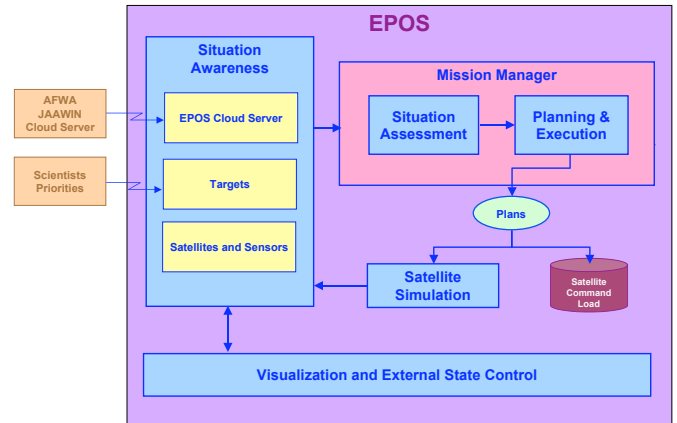 EPOS
Situation
Awareness
Mission Manager
AFWA
JAAWIN
Cloud Server
EPOS Cloud Server
Situation
Assessment
Planning &
Execution
Scientists
Priorities
Targets
Plans
Satellites and Sensors
Satellite
Simulation
Satellite
Command
Load
Visualization and External State Control